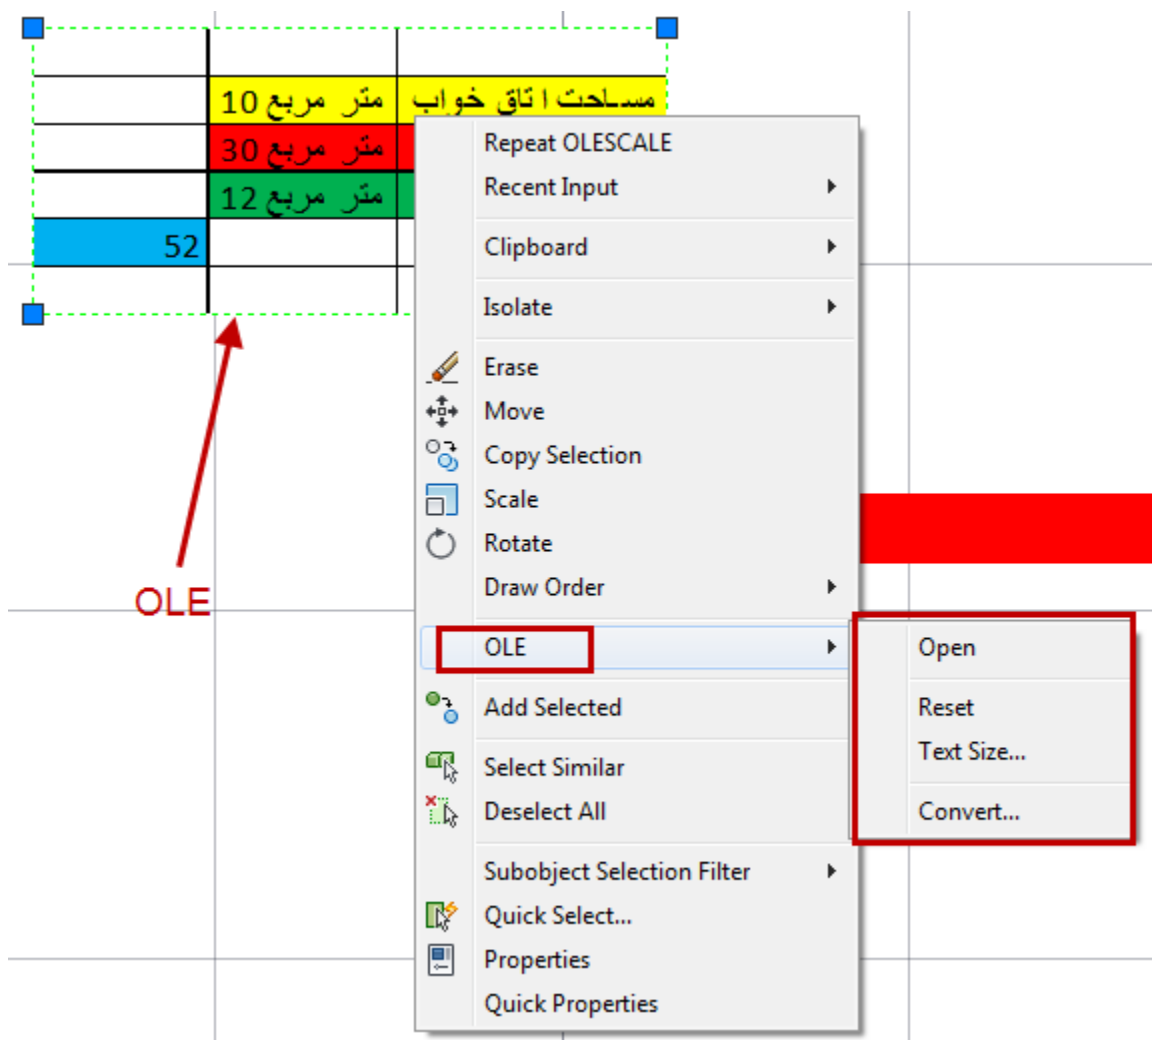 مساحت اتاق خواب متر مربع 10
متر مربع 30
متر مربع 12
52
OLE
Repeat OLESCALE
Recent Input
Clipboard
Isolate
Erase
Move
Copy Selection
Scale
Rotate
Draw Order
OLE
Add Selected
Select Similar
Deselect All
Subobject Selection Filter
Quick Select...
Properties
Quick Properties
Open
Reset
Text Size...
Convert...